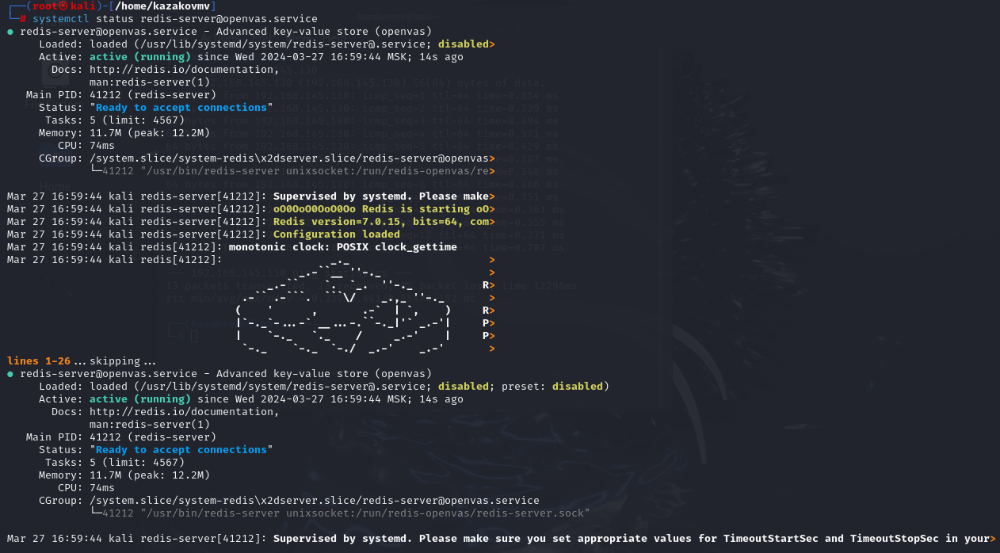 ┌──(root㉿kali)-[/home/kazakovmv]
└─# systemctl status redis-server@openvas.service
● redis-server@openvas.service - Advanced key-value store (openvas)
     Loaded: loaded (/usr/lib/systemd/system/redis-server@.service; disabled>
     Active: active (running) since Wed 2024-03-27 16:59:44 MSK; 14s ago
       Docs: http://redis.io/documentation,
             man:redis-server(1)
   Main PID: 41212 (redis-server)
     Status: "Ready to accept connections"
      Tasks: 5 (limit: 4567)
     Memory: 11.7M (peak: 12.2M)
        CPU: 74ms
     CGroup: /system.slice/system-redis\x2dserver.slice/redis-server@openvas>
             └─41212 "/usr/bin/redis-server unixsocket:/run/redis-openvas/re>
Mar 27 16:59:44 kali redis-server[41212]: Supervised by systemd. Please make>
Mar 27 16:59:44 kali redis-server[41212]: oO0OoO0OoO0Oo Redis is starting oO>
Mar 27 16:59:44 kali redis-server[41212]: Redis version=7.0.15, bits=64, com>
Mar 27 16:59:44 kali redis-server[41212]: Configuration loaded
Mar 27 16:59:44 kali redis[41212]: monotonic clock: POSIX clock_gettime
Mar 27 16:59:44 kali redis[41212]:                 _._                      >
                                              _.-``__ ''-._                 >
                                         _.-``    `.  `_.  ''-._           R>
                                     .-`` .-```.  ```\/    _.,_ ''-._       >
                                    (    '      ,       .-`  | `,    )     R>
                                    |`-._`-...-` __...-.``-._|'` _.-'|     P>
                                    |    `-._   `._    /     _.-'    |     P>
                                     `-._    `-._  `-./  _.-'    _.-'       >
lines 1-26...skipping...
● redis-server@openvas.service - Advanced key-value store (openvas)
     Loaded: loaded (/usr/lib/systemd/system/redis-server@.service; disabled; preset: disabled)
     Active: active (running) since Wed 2024-03-27 16:59:44 MSK; 14s ago
       Docs: http://redis.io/documentation,
             man:redis-server(1)
   Main PID: 41212 (redis-server)
     Status: "Ready to accept connections"
      Tasks: 5 (limit: 4567)
     Memory: 11.7M (peak: 12.2M)
        CPU: 74ms
     CGroup: /system.slice/system-redis\x2dserver.slice/redis-server@openvas.service
             └─41212 "/usr/bin/redis-server unixsocket:/run/redis-openvas/redis-server.sock"
Mar 27 16:59:44 kali redis-server[41212]: Supervised by systemd. Please make sure you set appropriate values for TimeoutStartSec and TimeoutStopSec in your>